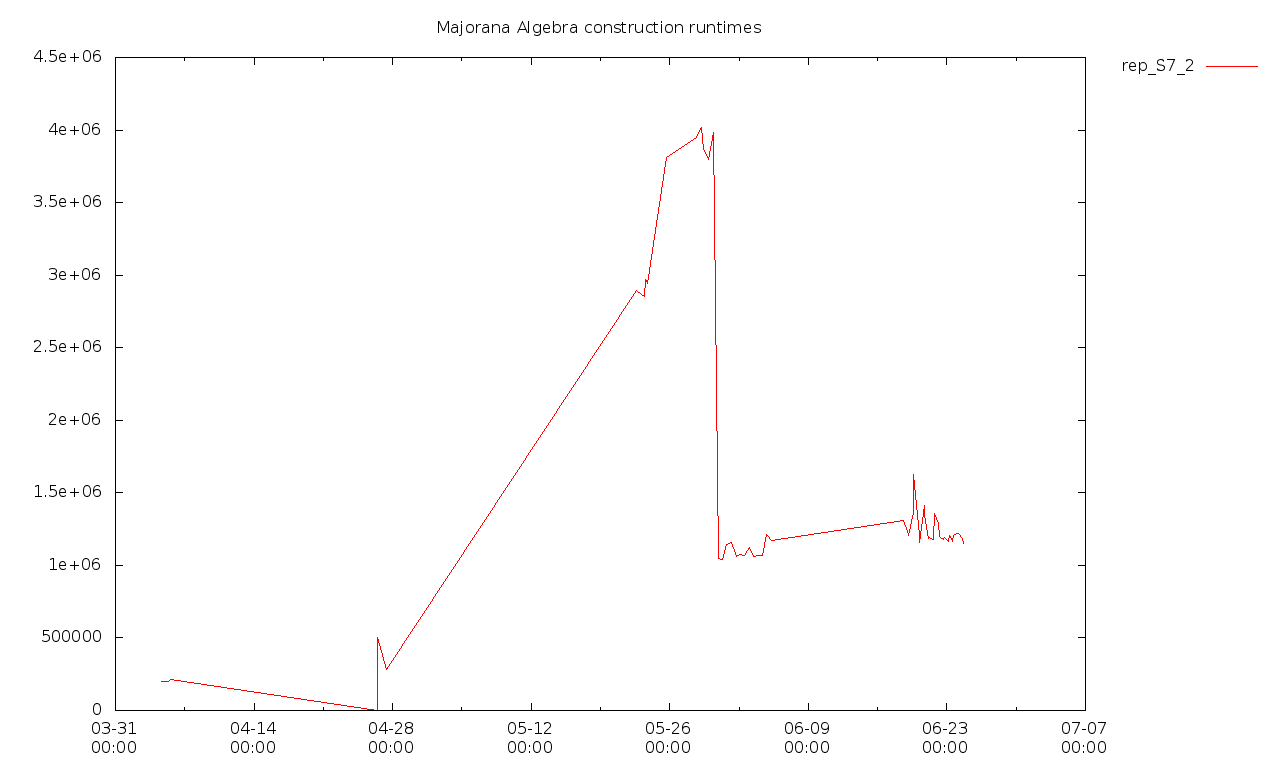 Majorana Algebra construction runtimes
rep_S7_2
4.5e+06
4e+06
3.5e+06
3e+06
2.5e+06
2e+06
1.5e+06
1e+06
500000
0
03-31 04-14 04-28 05-12 05-26 06-09 06-23 07-07
00:00 00:00 00:00 00:00 00:00 00:00 00:00 00:00